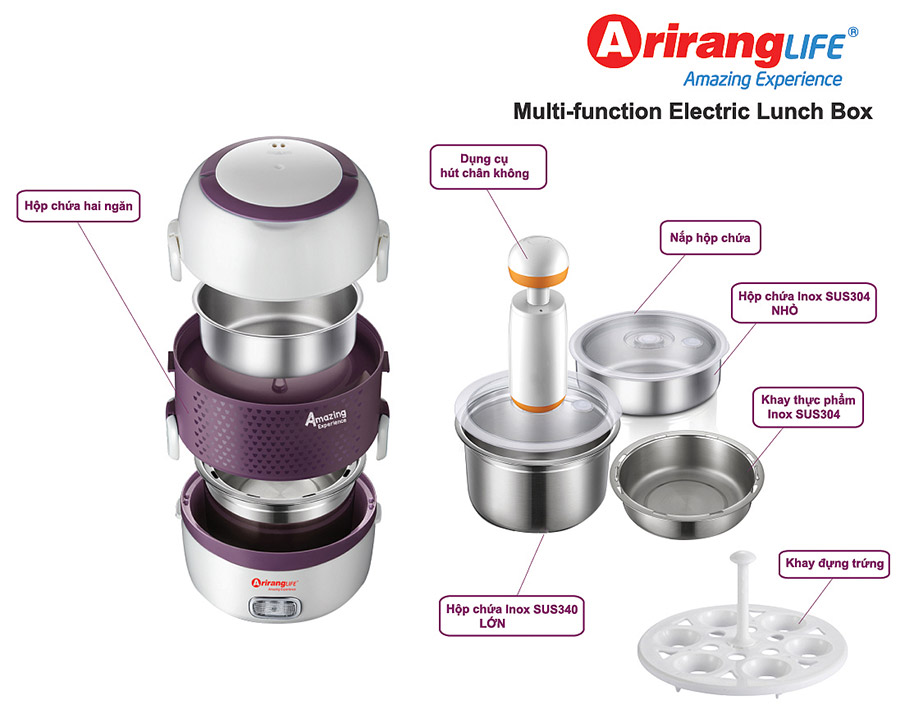 ArirangLIFE®
Amazing Experience
Multi-function Electric Lunch Box
Dụng cụ
hút chân không
Hộp chứa hai ngăn
Nắp hộp chứa
Hộp chứa Inox SUS304
NHỎ
Khay thực phẩm
Inox SUS304
Amazing
Experience
Khay đựng trứng
ArirangLIFE
Amazing Experience
Hộp chứa Inox SUS340
LỚN